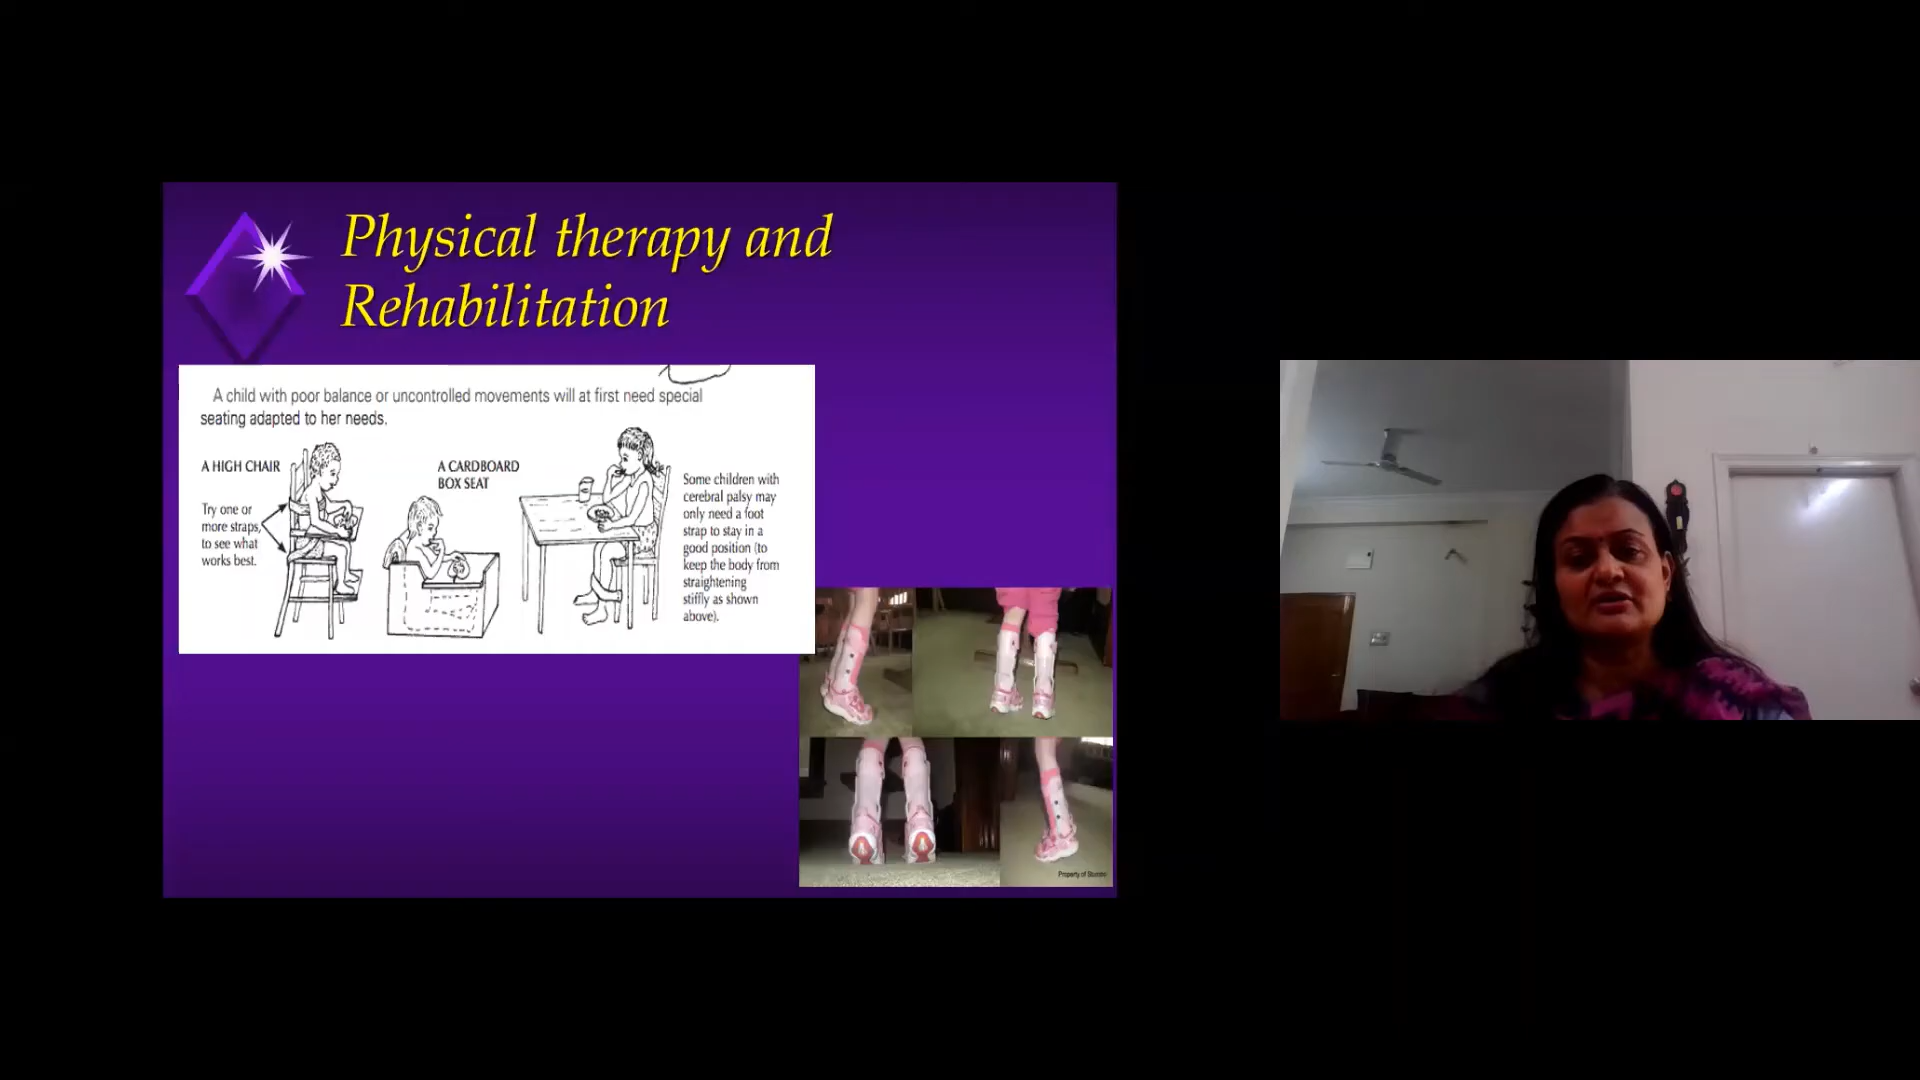 Physical therapy and
Rehabilitation
A child with poor balance or uncontrolled movements will at first need special
seating adapted to her needs.
A HIGH CHAIR
Try one or
more straps,
to see what
works best.
A CARDBOARD
BOX SEAT
Some children with
cerebral palsy may
only need a foot
strap to stay in a
good position (to
keep the body from
straightening
stiffly as shown
above).
Property of Stumbo